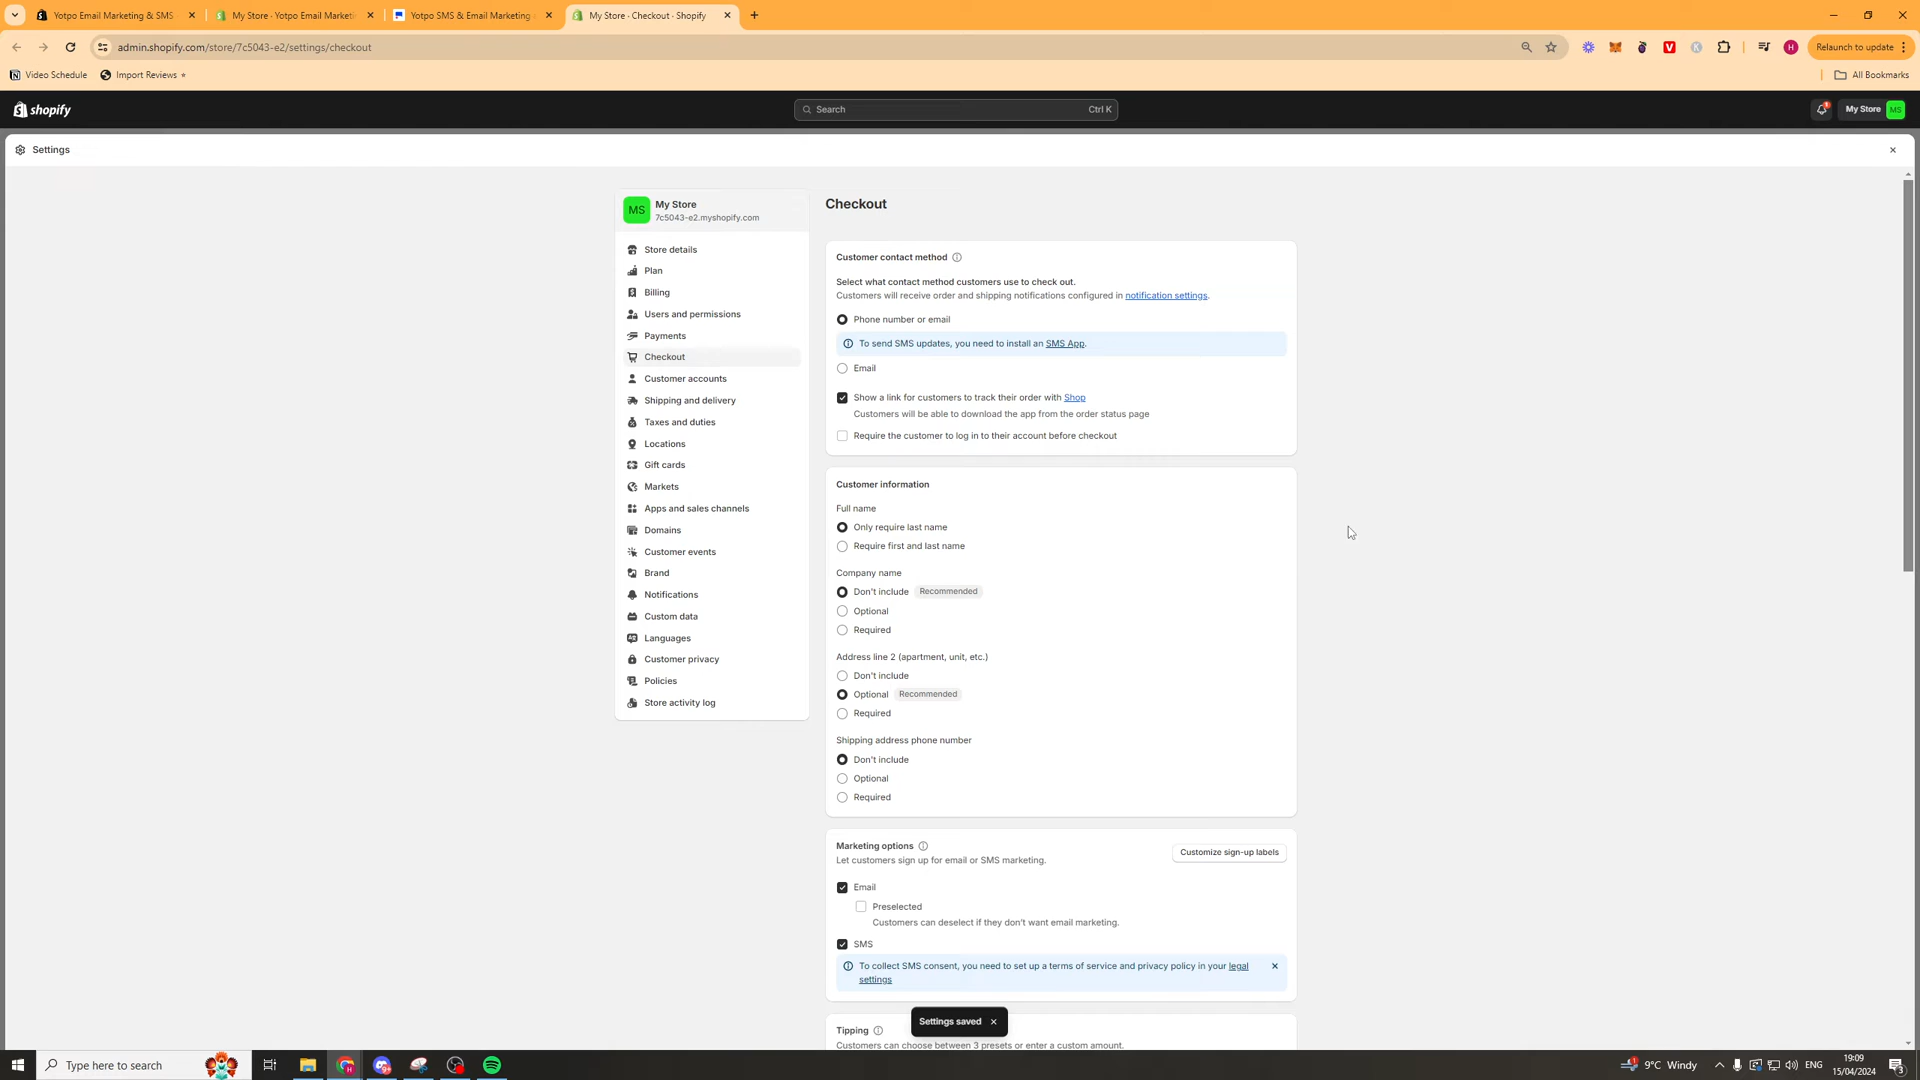 Yotpo Email Marketing & SMS
My Store · Yotpo Email Marketi
Yotpo SMS & Email Marketing
My Store · Checkout · Shopify
admin.shopify.com/store/7c5043-e2/settings/checkout
Relaunch to update
Video Schedule
Import Reviews
All Bookmarks
shopify
Search
Ctrl K
My Store
MS
Settings
MS
My Store
7c5043-e2.myshopify.com
Store details
Plan
Billing
Users and permissions
Payments
Checkout
Customer accounts
Shipping and delivery
Taxes and duties
Locations
Gift cards
Markets
Apps and sales channels
Domains
Customer events
Brand
Notifications
Custom data
Languages
Customer privacy
Policies
Store activity log
Checkout
Customer contact method
Select what contact method customers use to check out.
Customers will receive order and shipping notifications configured in notification settings.
Phone number or email
To send SMS updates, you need to install an SMS App.
Email
Show a link for customers to track their order with Shop
Customers will be able to download the app from the order status page
Require the customer to log in to their account before checkout
Customer information
Full name
Only require last name
Require first and last name
Company name
Don't include Recommended
Optional
Required
Address line 2 (apartment, unit, etc.)
Don't include
Optional Recommended
Required
Shipping address phone number
Don't include
Optional
Required
Marketing options
Customize sign-up labels
Let customers sign up for email or SMS marketing.
Email
Preselected
Customers can deselect if they don't want email marketing.
SMS
To collect SMS consent, you need to set up a terms of service and privacy policy in your legal
settings
Settings saved
Tipping
Customers can choose between 3 presets or enter a custom amount.
Type here to search
9°C Windy
ENG
19:09
15/04/2024